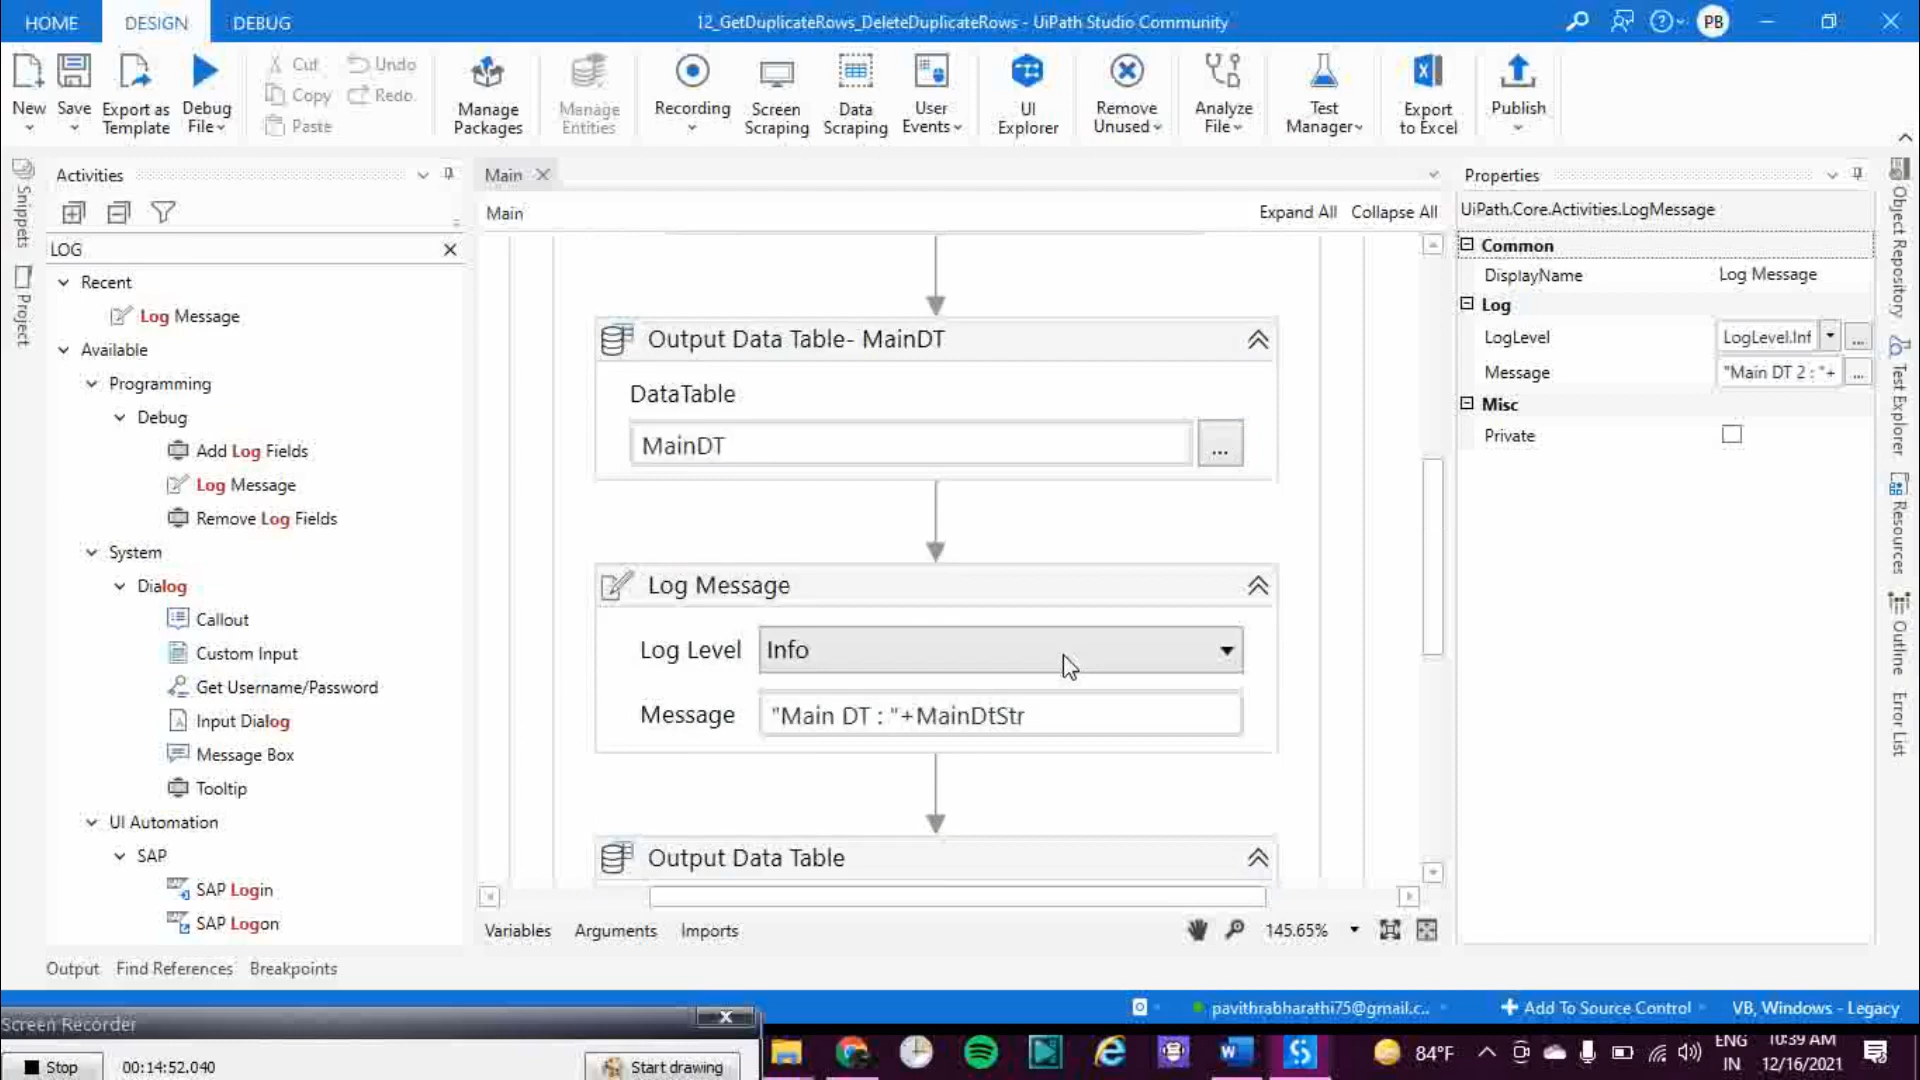 HOME DESIGN DEBUG 12_GetDuplicateRows_DeleteDuplicateRows - UiPath Studio Community PB
New Save Export as Template Debug File Cut Copy Paste Undo Redo Manage Packages Manage Entities Recording Screen Scraping Data Scraping User Events UI Explorer Remove Unused Analyze File Test Manager Export to Excel Publish
Snippets
Project
Activities
LOG
Recent
Log Message
Available
Programming
Debug
Add Log Fields
Log Message
Remove Log Fields
System
Dialog
Callout
Custom Input
Get Username/Password
Input Dialog
Message Box
Tooltip
UI Automation
SAP
SAP Login
SAP Logon
Main
Main Expand All Collapse All
Output Data Table- MainDT
DataTable
MainDT ...
Log Message
Log Level Info
Message "Main DT : "+MainDtStr
Output Data Table
Variables Arguments Imports 145.65%
Properties
UiPath.Core.Activities.LogMessage
Common
DisplayName Log Message
Log
LogLevel LogLevel.Inf ...
Message "Main DT 2 : "+ ...
Misc
Private
Object Repository
Test Explorer
Resources
Outline
Error List
Output Find References Breakpoints
pavithrabharathi75@gmail.c... Add To Source Control VB, Windows - Legacy
Screen Recorder
Stop 00:14:52.040 Start drawing
84°F ENG IN 10:39 AM 12/16/2021